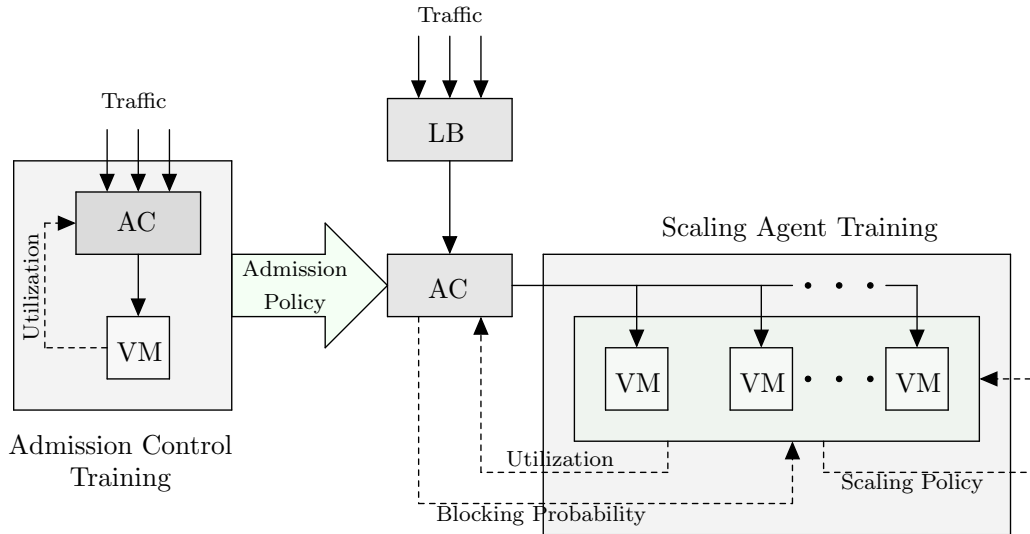 Traffic
LB
Traffic
AC
Utilization
VM
Admission Control
Training
Admission
Policy
AC
Scaling Agent Training
VM
VM
VM
Utilization
Scaling Policy
Blocking Probability